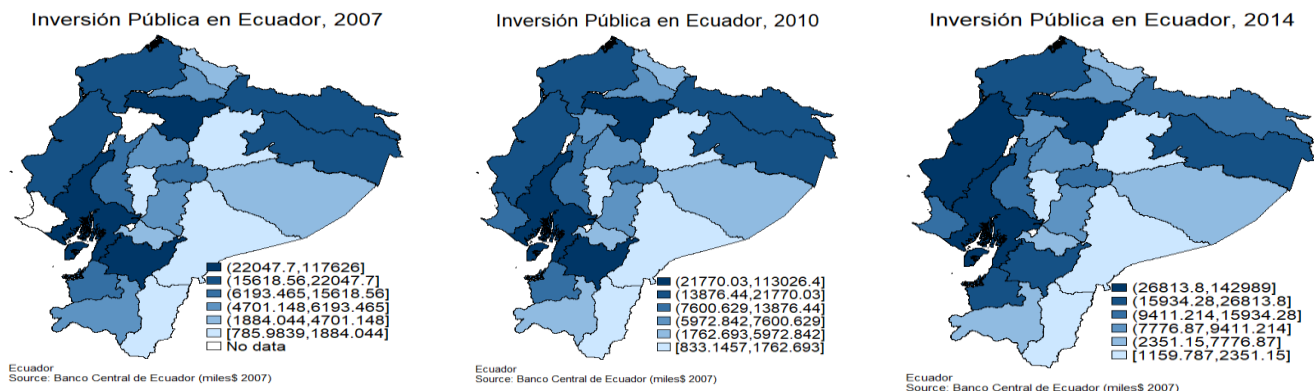 Inversión Pública en Ecuador, 2007
(22047.7,117626]
(15618.56,22047.7]
(6193.465,15618.56]
(4701.148,6193.465]
(1884.044,4701.148]
[785.9839,1884.044]
No data
Ecuador
Source: Banco Central de Ecuador (miles$ 2007)
Inversión Pública en Ecuador, 2010
(21770.03,113026.4]
(13876.44,21770.03]
(7600.629,13876.44]
(5972.842,7600.629]
(1762.693,5972.842]
[833.1457,1762.693]
Ecuador
Source: Banco Central de Ecuador (miles$ 2007)
Inversión Pública en Ecuador, 2014
(26813.8,142989]
(15934.28,26813.8]
(9411.214,15934.28]
(7776.87,9411.214]
(2351.15,7776.87]
[1159.787,2351.15]
Ecuador
Source: Banco Central de Ecuador (miles$ 2007)